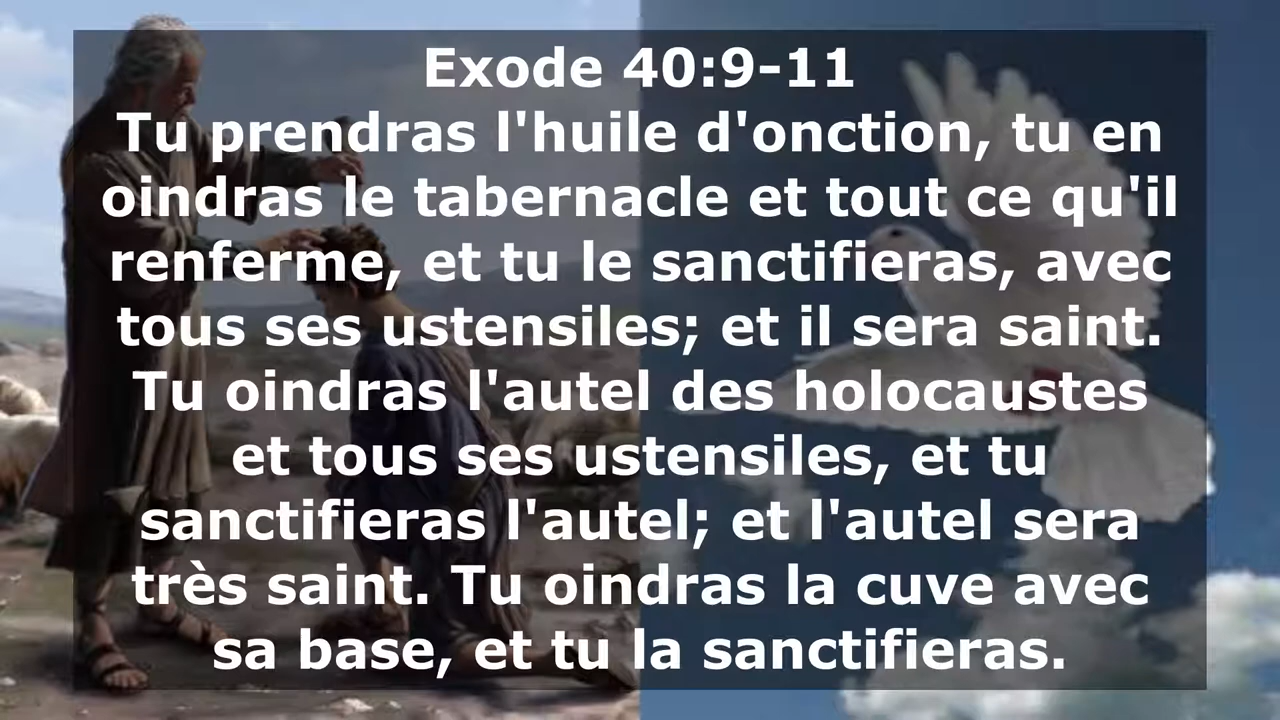 Exode 40:9-11
Tu prendras l'huile d'onction, tu en
oindras le tabernacle et tout ce qu'il
renferme, et tu le sanctifieras, avec
tous ses ustensiles; et il sera saint.
Tu oindras l'autel des holocaustes
et tous ses ustensiles, et tu
sanctifieras l'autel; et l'autel sera
très saint. Tu oindras la cuve avec
sa base, et tu la sanctifieras.